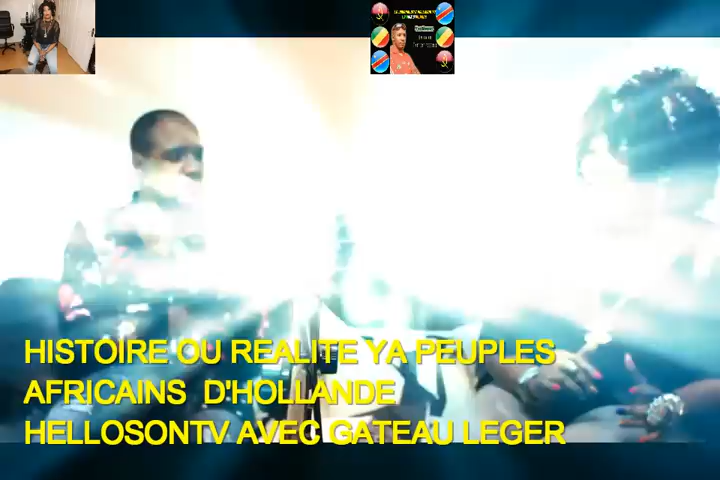 HISTOIRE OU REALITE YA PEUPLES
AFRICAINS D'HOLLANDE
HELLOSONTV AVEC GATEAU LEGER